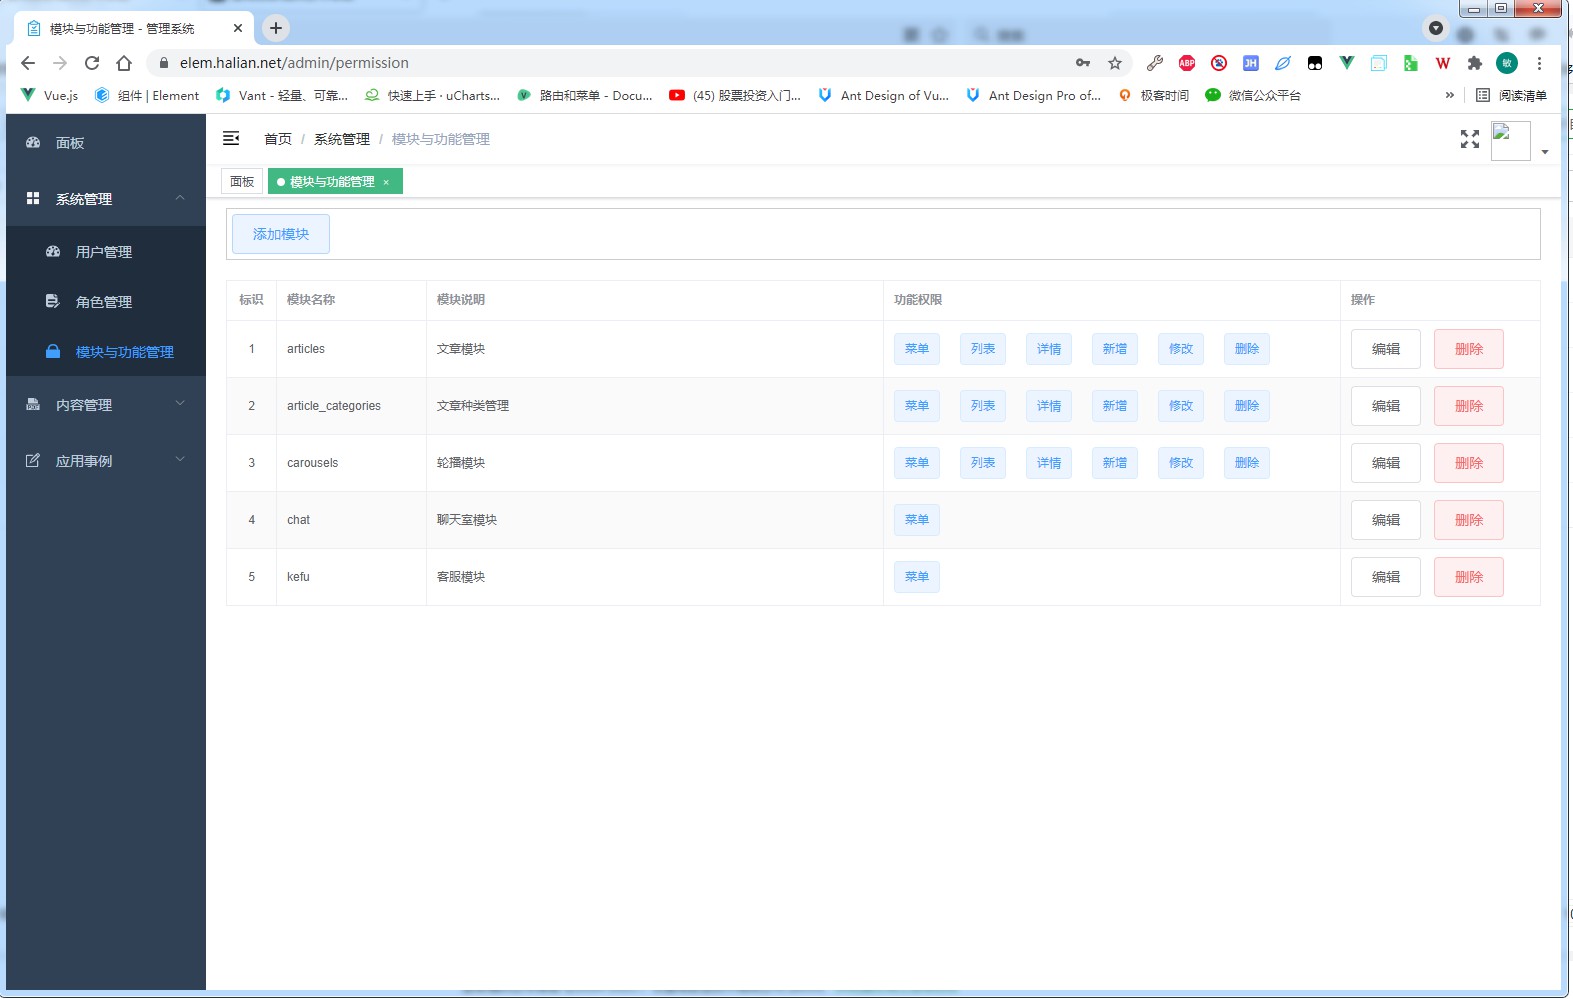 模块与功能管理 - 管理系统
elem.halian.net/admin/permission
ABP
JH
W
敏
Vue.js
组件 | Element
Vant - 轻量、可靠...
快速上手 · uCharts...
路由和菜单 - Docu...
(45) 股票投资入门...
Ant Design of Vu...
Ant Design Pro of...
极客时间
微信公众平台
»
阅读清单
面板
系统管理
用户管理
角色管理
模块与功能管理
内容管理
应用事例
首页 / 系统管理 / 模块与功能管理
面板
模块与功能管理 ×
添加模块
标识 模块名称 模块说明 功能权限 操作
1 articles 文章模块 菜单 列表 详情 新增 修改 删除 编辑 删除
2 article_categories 文章种类管理 菜单 列表 详情 新增 修改 删除 编辑 删除
3 carousels 轮播模块 菜单 列表 详情 新增 修改 删除 编辑 删除
4 chat 聊天室模块 菜单 编辑 删除
5 kefu 客服模块 菜单 编辑 删除